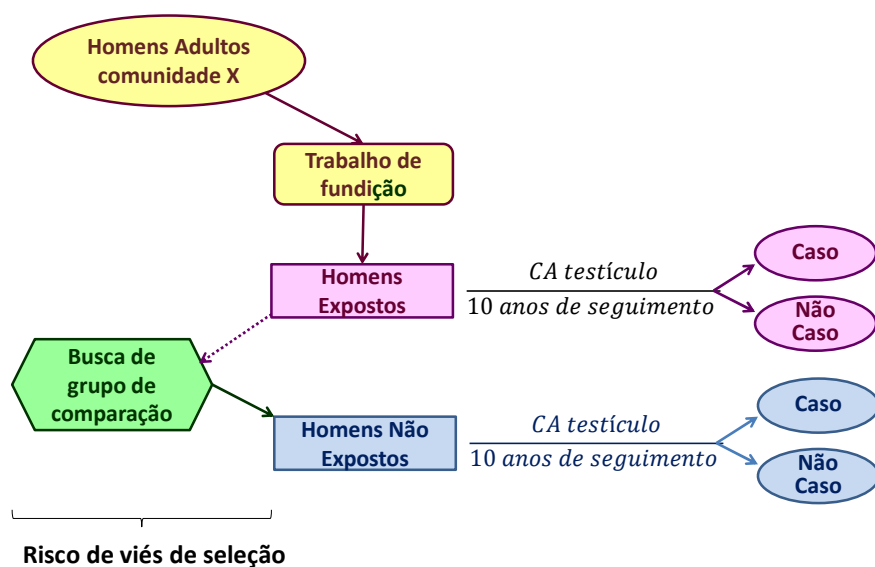 Homens Adultos
comunidade X
Trabalho de
fundição
Homens
Expostos
CA testículo
10 anos de seguimento
Caso
Não
Caso
Busca de
grupo de
comparação
Homens Não
Expostos
CA testículo
10 anos de seguimento
Caso
Não
Caso
Risco de viés de seleção